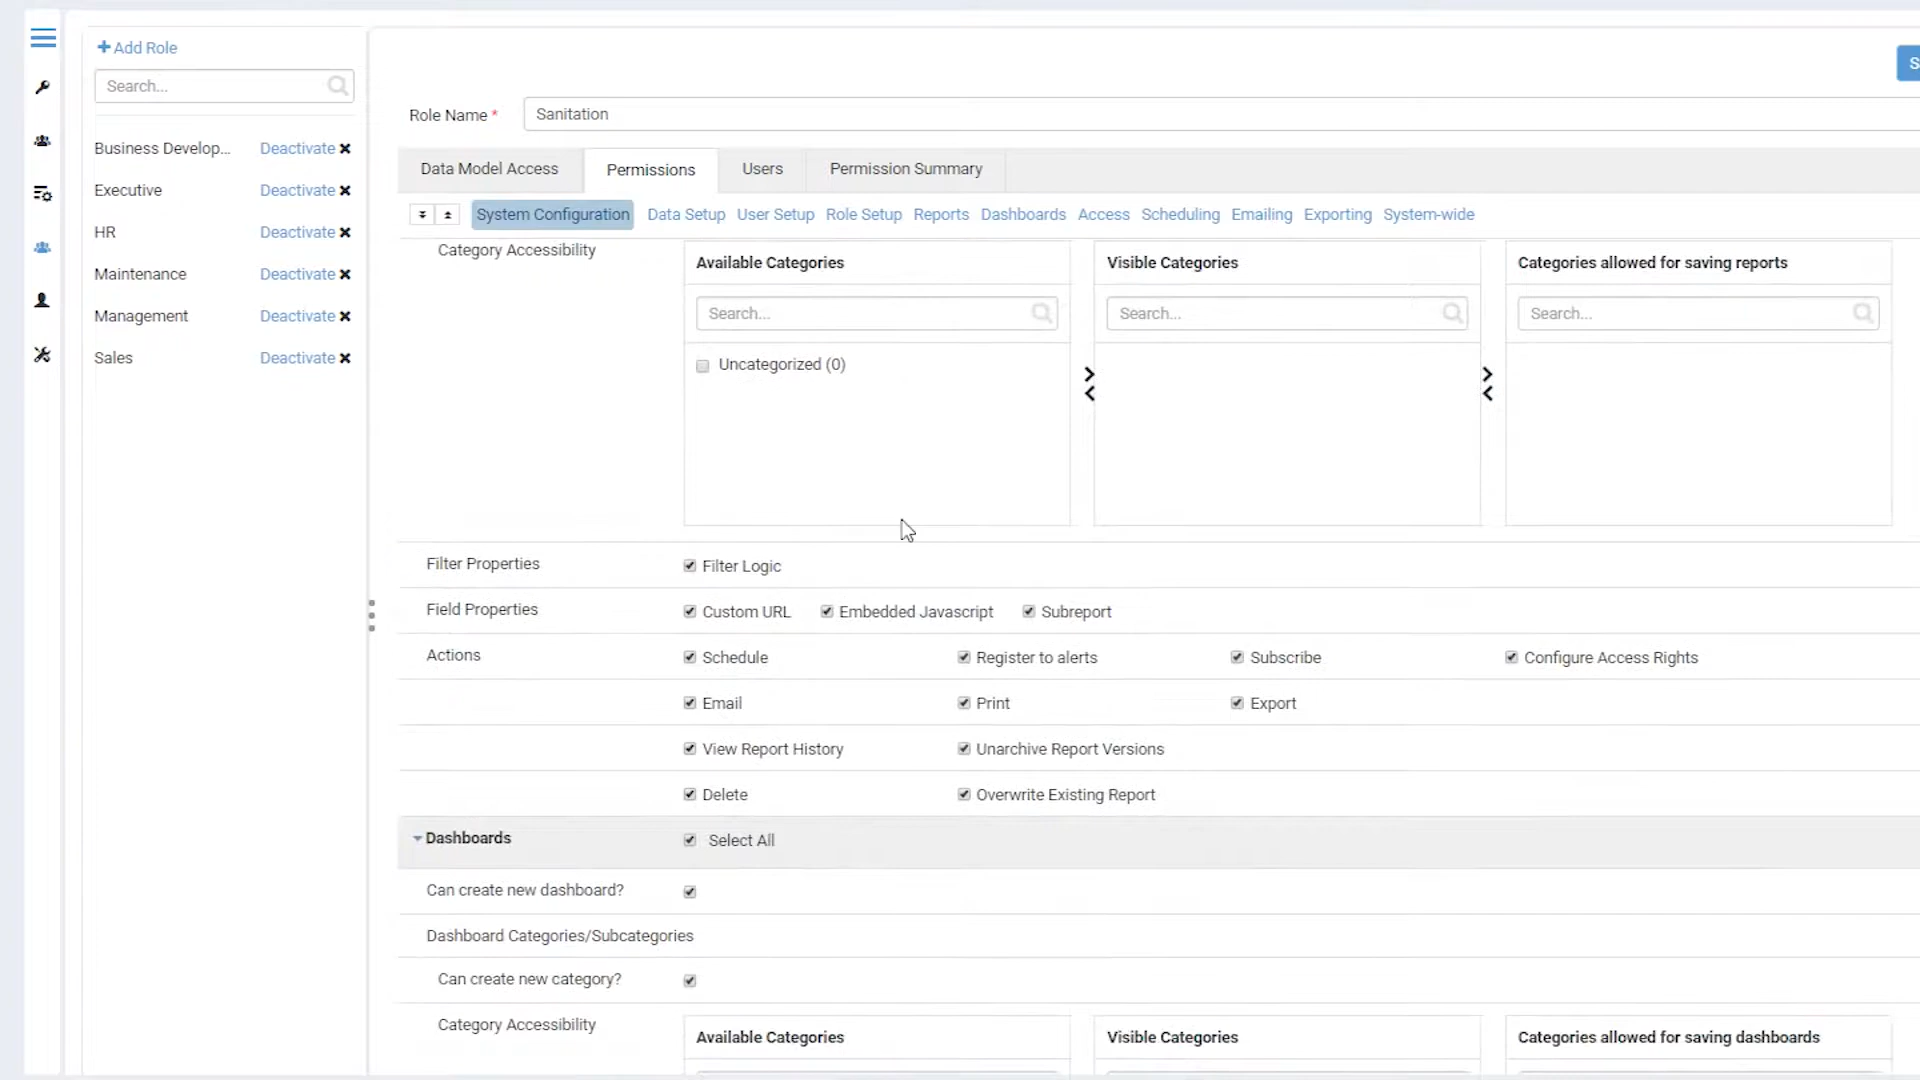 Add Role
Search...
Business Develop... Deactivate
Executive Deactivate
HR Deactivate
Maintenance Deactivate
Management Deactivate
Sales Deactivate
S
Role Name * Sanitation
Data Model Access Permissions Users Permission Summary
System Configuration Data Setup User Setup Role Setup Reports Dashboards Access Scheduling Emailing Exporting System-wide
Category Accessibility Available Categories Visible Categories Categories allowed for saving reports
Search... Search... Search...
Uncategorized (0)
Filter Properties Filter Logic
Field Properties Custom URL Embedded Javascript Subreport
Actions Schedule Register to alerts Subscribe Configure Access Rights
Email Print Export
View Report History Unarchive Report Versions
Delete Overwrite Existing Report
Dashboards Select All
Can create new dashboard?
Dashboard Categories/Subcategories
Can create new category?
Category Accessibility Available Categories Visible Categories Categories allowed for saving dashboards